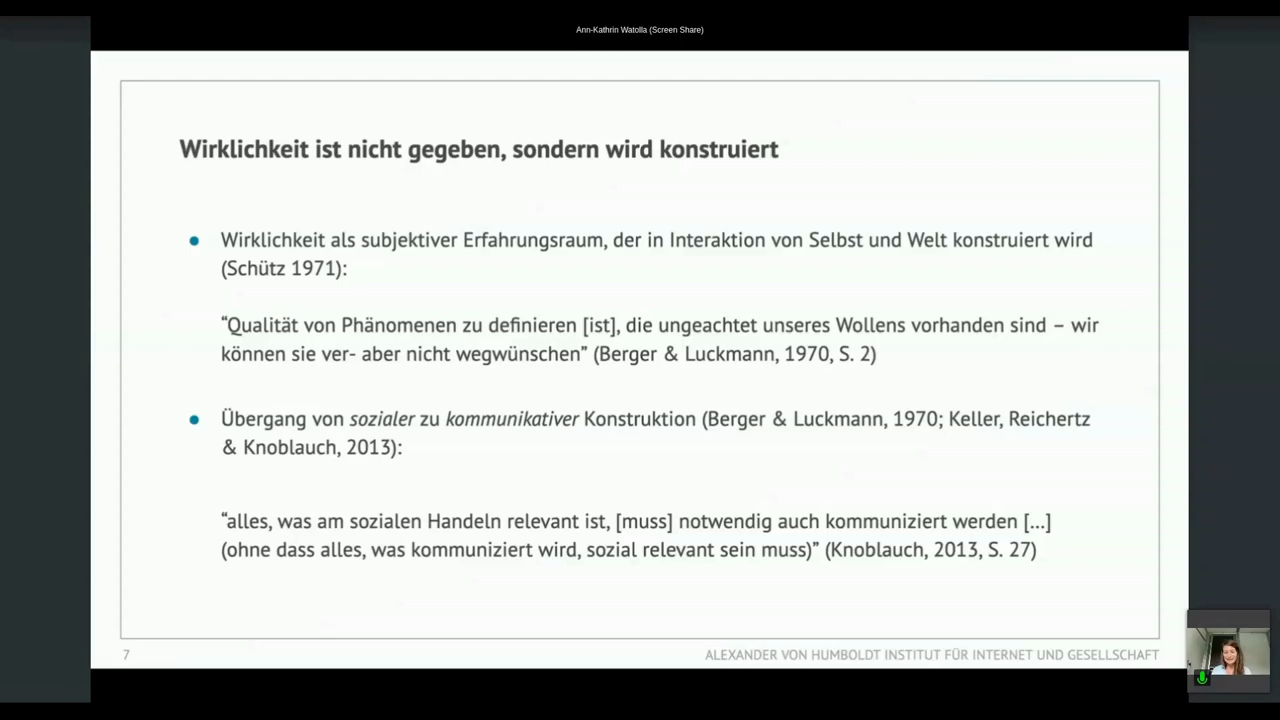 Ann-Kathrin Watolla (Screen Share)
Wirklichkeit ist nicht gegeben, sondern wird konstruiert
● Wirklichkeit als subjektiver Erfahrungsraum, der in Interaktion von Selbst und Welt konstruiert wird
(Schütz 1971):
“Qualität von Phänomenen zu definieren [ist], die ungeachtet unseres Wollens vorhanden sind – wir
können sie ver- aber nicht wegwünschen” (Berger & Luckmann, 1970, S. 2)
● Übergang von sozialer zu kommunikativer Konstruktion (Berger & Luckmann, 1970; Keller, Reichertz
& Knoblauch, 2013):
“alles, was am sozialen Handeln relevant ist, [muss] notwendig auch kommuniziert werden [...]
(ohne dass alles, was kommuniziert wird, sozial relevant sein muss)” (Knoblauch, 2013, S. 27)
7
ALEXANDER VON HUMBOLDT INSTITUT FÜR INTERNET UND GESELLSCHAFT